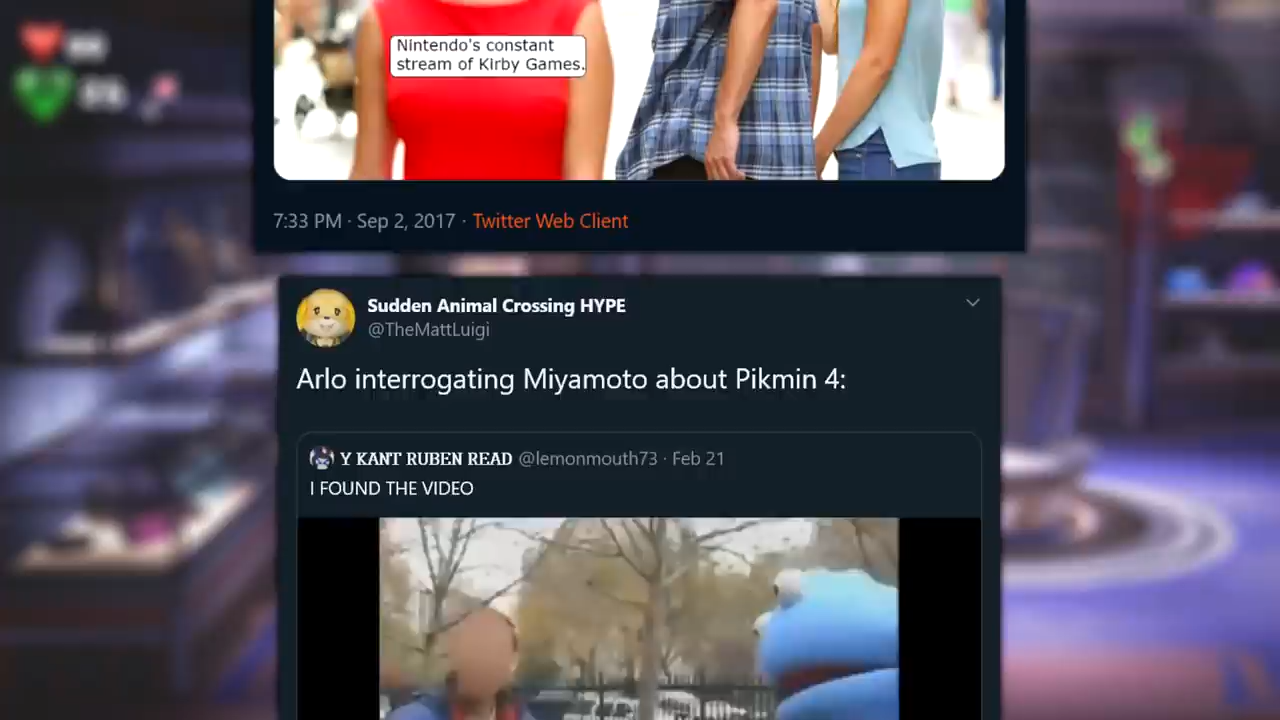 Nintendo's constant
stream of Kirby Games.
7:33 PM · Sep 2, 2017 · Twitter Web Client
Sudden Animal Crossing HYPE
@TheMattLuigi
Arlo interrogating Miyamoto about Pikmin 4:
Y KANT RUBEN READ @lemonmouth73 · Feb 21
I FOUND THE VIDEO